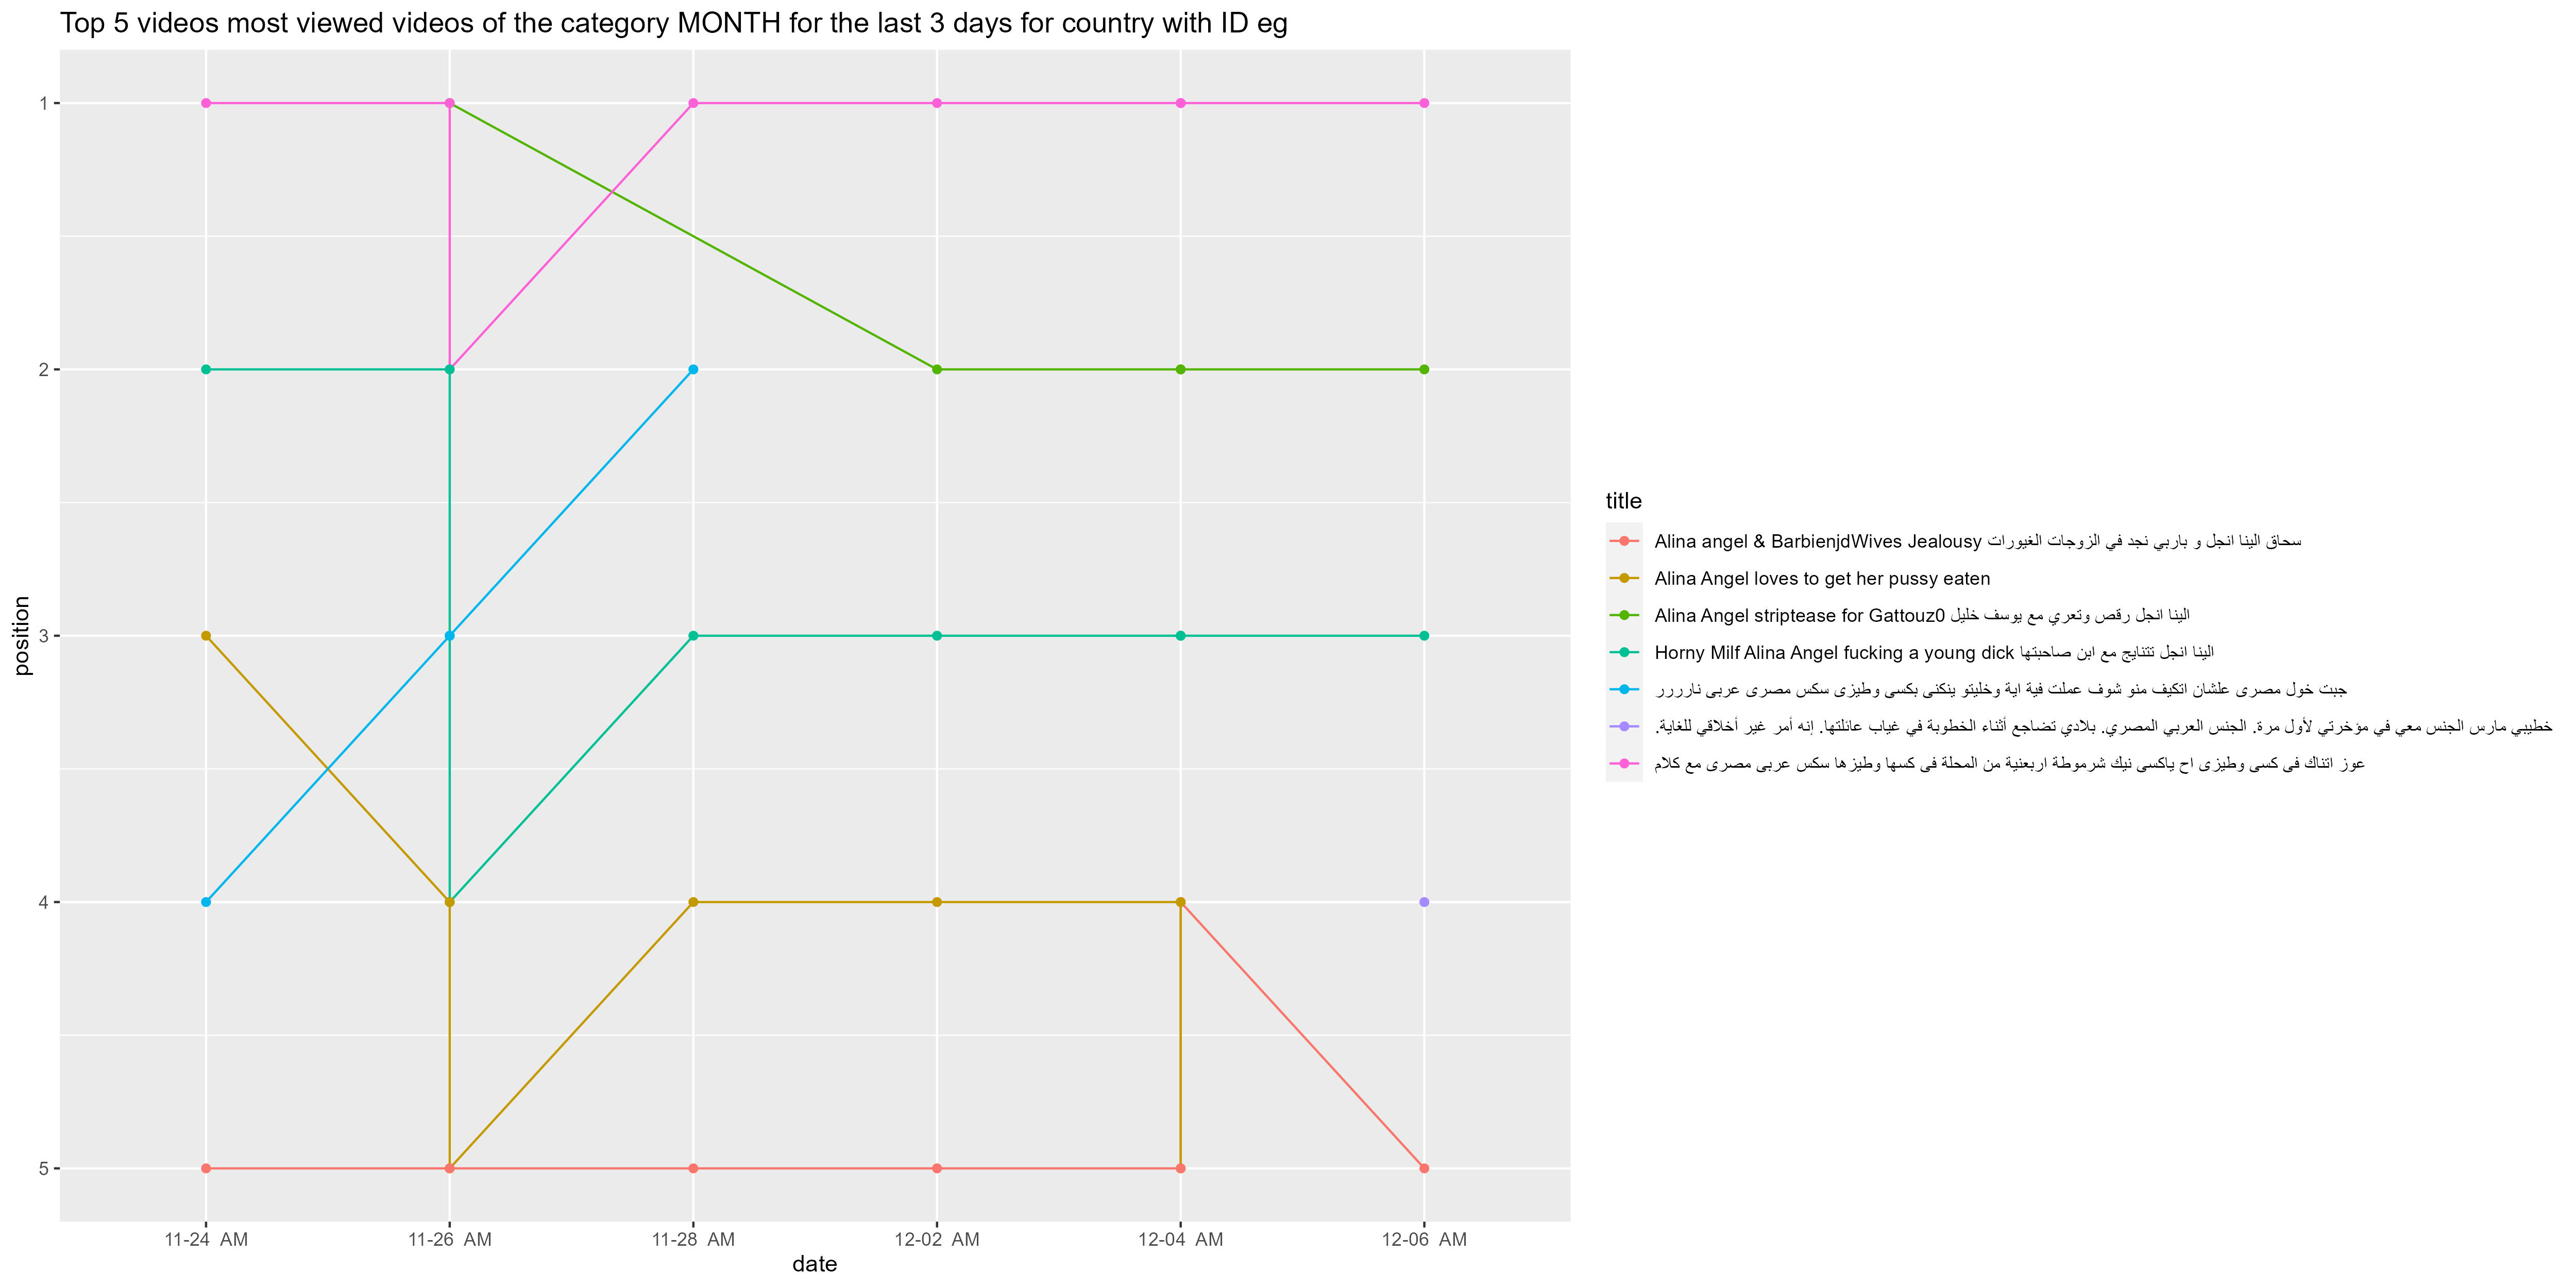 Top 5 videos most viewed videos of the category MONTH for the last 3 days for country with ID eg
1
2
3
4
5
position
11-24 AM
11-26 AM
11-28 AM
12-02 AM
12-04 AM
12-06 AM
date
title
Alina angel & BarbienjdWives Jealousy سحاق الينا انجل و باربي نجد في الزوجات الغيورات
Alina Angel loves to get her pussy eaten
Alina Angel striptease for Gattouz0 الينا انجل رقص وتعري مع يوسف خليل
Horny Milf Alina Angel fucking a young dick الينا انجل تتنايج مع ابن صاحبتها
جبت خول مصرى علشان اتكيف منو شوف عملت فية اية وخليتو ينكنى بكسى وطيزى سكس مصرى عربى نارررر
خطيبي مارس الجنس معي في مؤخرتي لأول مرة. الجنس العربي المصري. بلادي تضاجع أثناء الخطوبة في غياب عائلتها. إنه أمر غير أخلاقي للغاية.
عوز اتناك فى كسى وطيزى اح ياكسى نيك شرموطة اربعنية من المحلة فى كسها وطيزها سكس عربى مصرى مع كلام